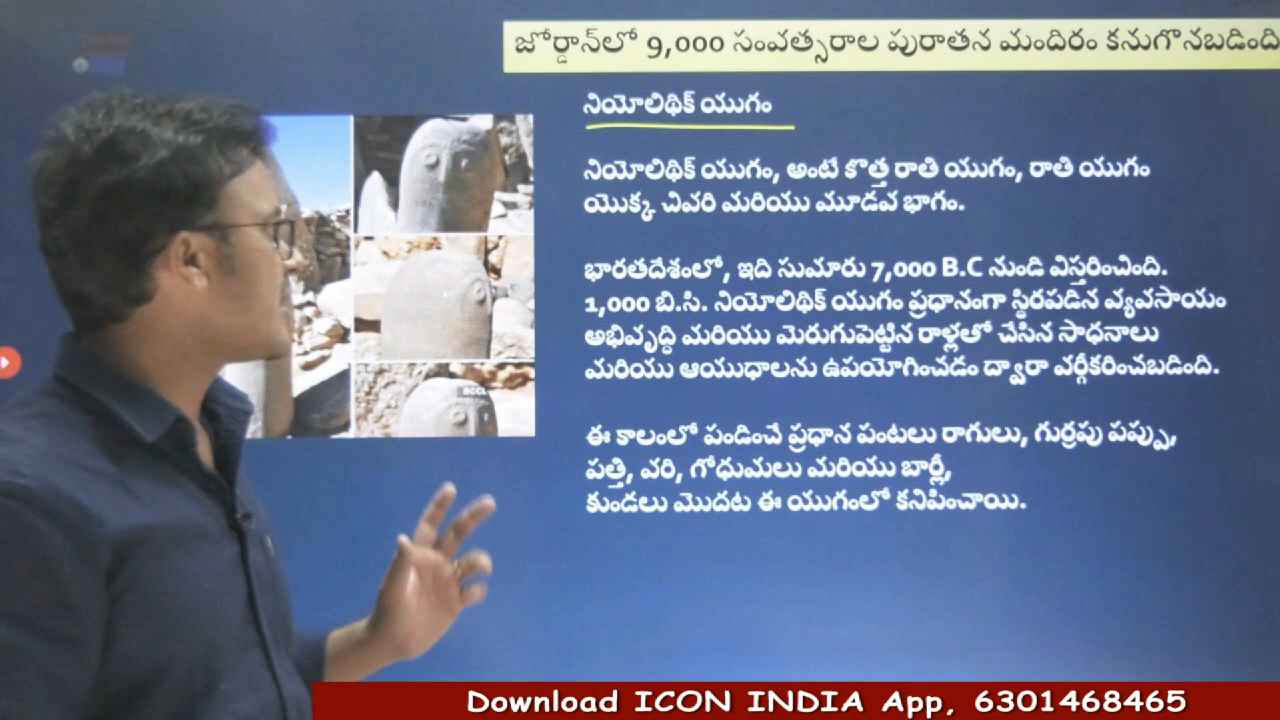 జోర్డాన్‌లో 9,000 సంవత్సరాల పురాతన మందిరం కనుగొనబడింది
నియోలిథిక్ యుగం
నియోలిథిక్ యుగం, అంటే కొత్త రాతి యుగం, రాతి యుగం
యొక్క చివరి మరియు మూడవ భాగం.
భారతదేశంలో, ఇది సుమారు 7,000 B.C నుండి విస్తరించింది.
1,000 బి.సి. నియోలిథిక్ యుగం ప్రధానంగా స్థిరపడిన వ్యవసాయం
అభివృద్ధి మరియు మెరుగుపెట్టిన రాళ్లతో చేసిన సాధనాలు
మరియు ఆయుధాలను ఉపయోగించడం ద్వారా వర్గీకరించబడింది.
ఈ కాలంలో పండించే ప్రధాన పంటలు రాగులు, గుర్రపు పప్పు,
పత్తి, వరి, గోధుమలు మరియు బార్లీ,
కుండలు మొదట ఈ యుగంలో కనిపించాయి.
Download ICON INDIA App, 6301468465